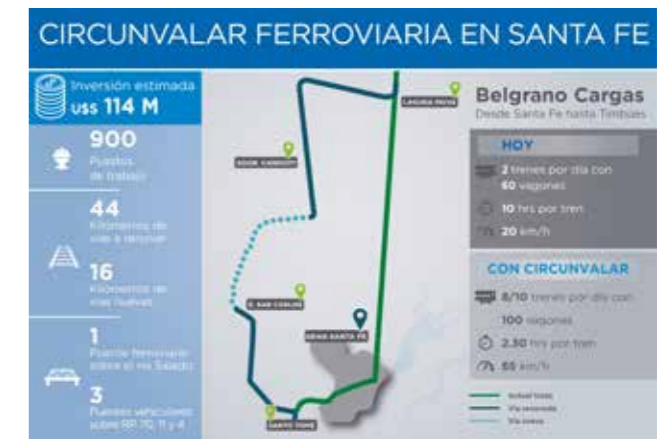 CIRCUNVALAR FERROVIARIA EN SANTA FE
Inversión estimada
U$S 114 M
900
Puestos
de trabajo
44
Kilómetros de
vías a renovar
16
Kilómetros de
vías nuevas
1
Puente ferroviario
sobre el río Salado
3
Puentes vehiculares
sobre RP 70, 11 y 4
LAGUNA PAIVA
E. SAN CARLOS
GRAN SANTA FE
SANTO TOMÉ
Belgrano Cargas
Desde Santa Fe hasta Timbúes
HOY
2 trenes por día con
60 vagones
10 hrs por tren
20 km/h
CON CIRCUNVALAR
8/10 trenes por día con
100 vagones
2.30 hrs por tren
55 km/h
Actual traza
Vía renovada
Vía nueva